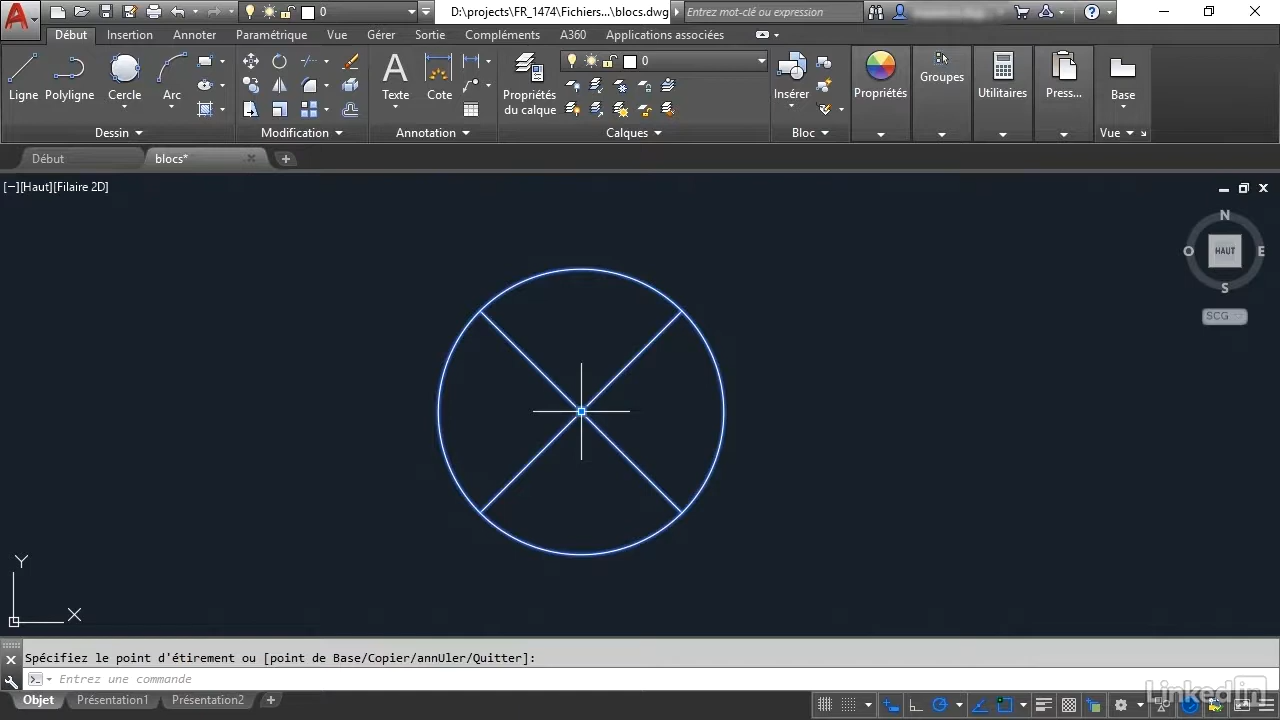 0
D:\projects\FR_1474\Fichiers...\blocs.dwg
Entrez mot-clé ou expression
Début Insertion Annoter Paramétrique Vue Gérer Sortie Compléments A360 Applications associées
0
Ligne Polyligne Cercle Arc
Texte Cote
Propriétés
du calque
Insérer
Propriétés
Groupes
Utilitaires
Press...
Base
Dessin Modification Annotation Calques Bloc Vue
Début blocs*
[−][Haut][Filaire 2D]
N
O HAUT E
S
SCG
Y
X
Spécifiez le point d'étirement ou [point de Base/Copier/annUler/Quitter]:
Entrez une commande
Linked in
Objet Présentation1 Présentation2